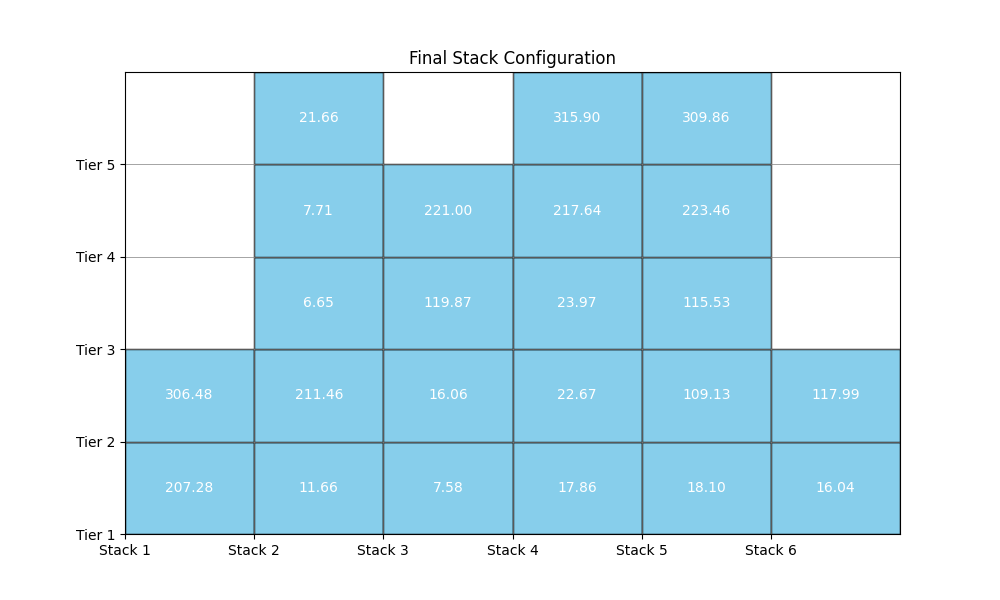 Final Stack Configuration
21.66 315.90 309.86
Tier 5
7.71 221.00 217.64 223.46
Tier 4
6.65 119.87 23.97 115.53
Tier 3
306.48 211.46 16.06 22.67 109.13 117.99
Tier 2
207.28 11.66 7.58 17.86 18.10 16.04
Tier 1
Stack 1 Stack 2 Stack 3 Stack 4 Stack 5 Stack 6